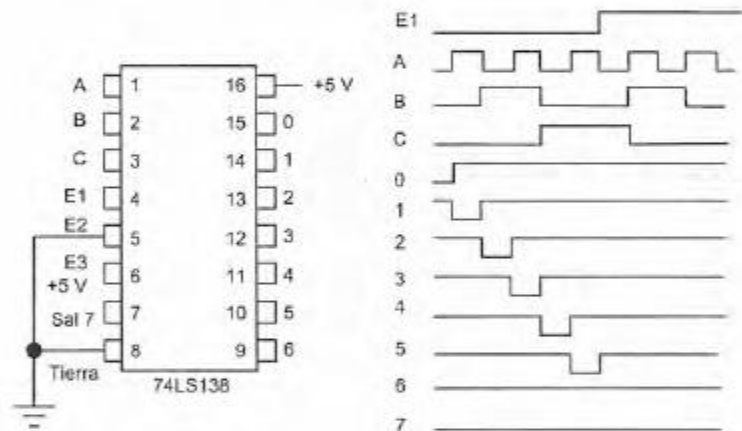 A 1 16 +5 V
B 2 15 0
C 3 14 1
E1 4 13 2
E2 5 12 3
E3 6 11 4
+5 V
Sal 7 7 10 5
8 9 6
Tierra
74LS138
E1
A
B
C
0
1
2
3
4
5
6
7